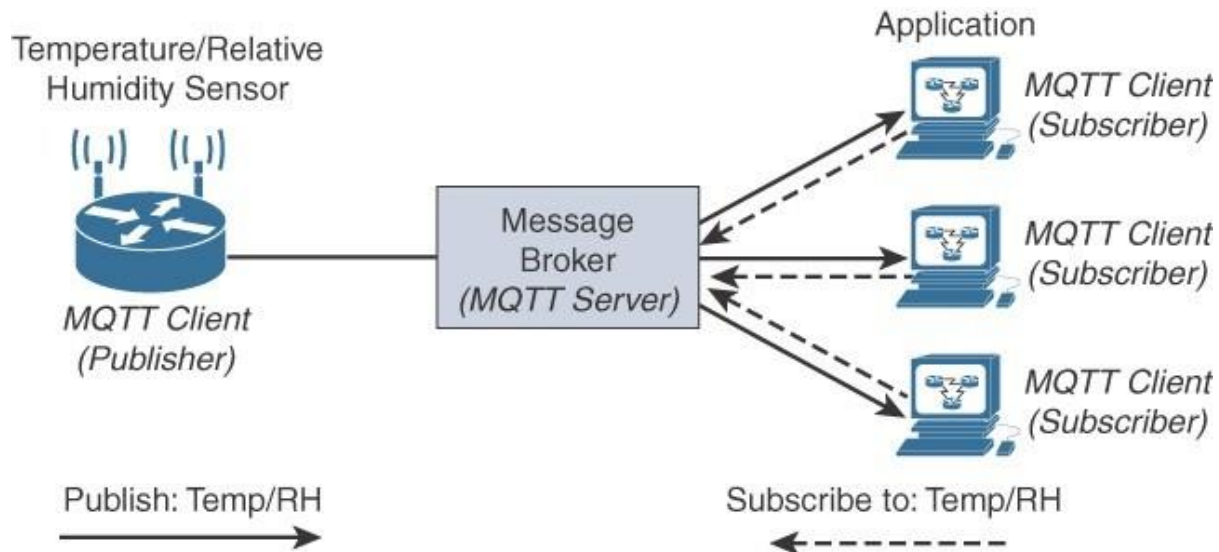 Temperature/Relative
Humidity Sensor
MQTT Client
(Publisher)
Message
Broker
(MQTT Server)
Application
MQTT Client
(Subscriber)
MQTT Client
(Subscriber)
MQTT Client
(Subscriber)
Publish: Temp/RH
Subscribe to: Temp/RH